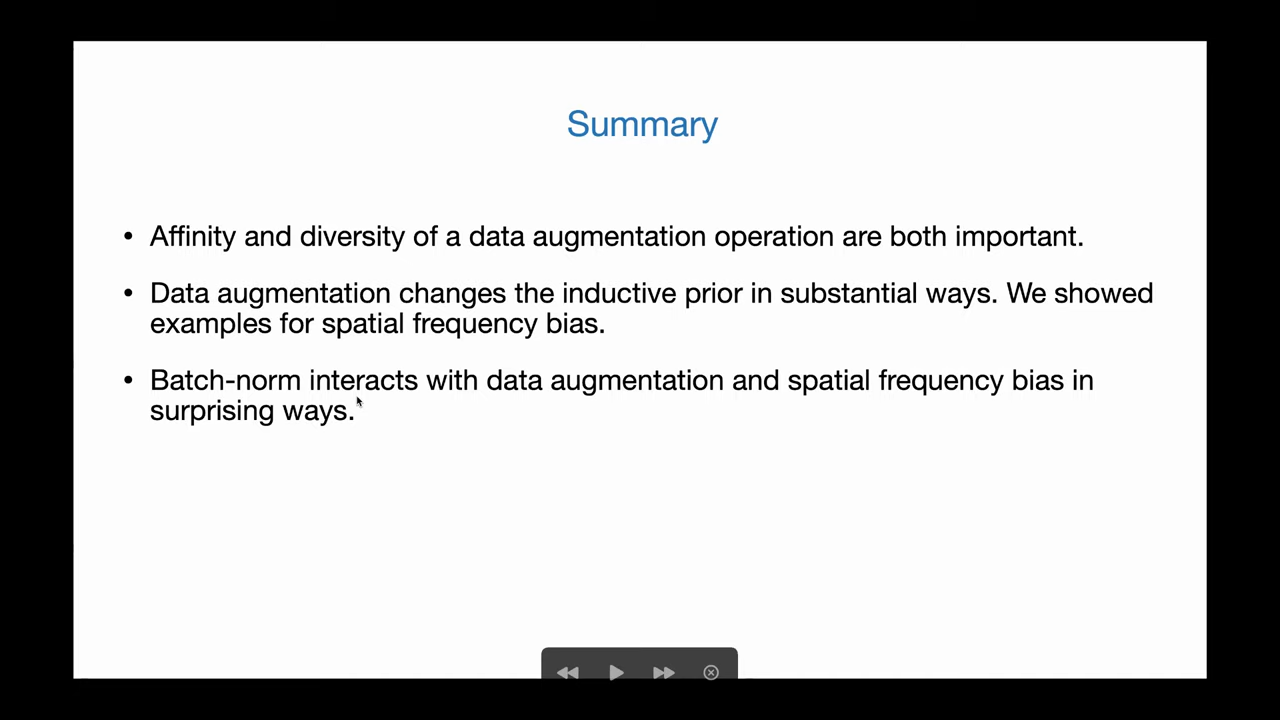 Summary
• Affinity and diversity of a data augmentation operation are both important.
• Data augmentation changes the inductive prior in substantial ways. We showed
examples for spatial frequency bias.
• Batch-norm interacts with data augmentation and spatial frequency bias in
surprising ways.